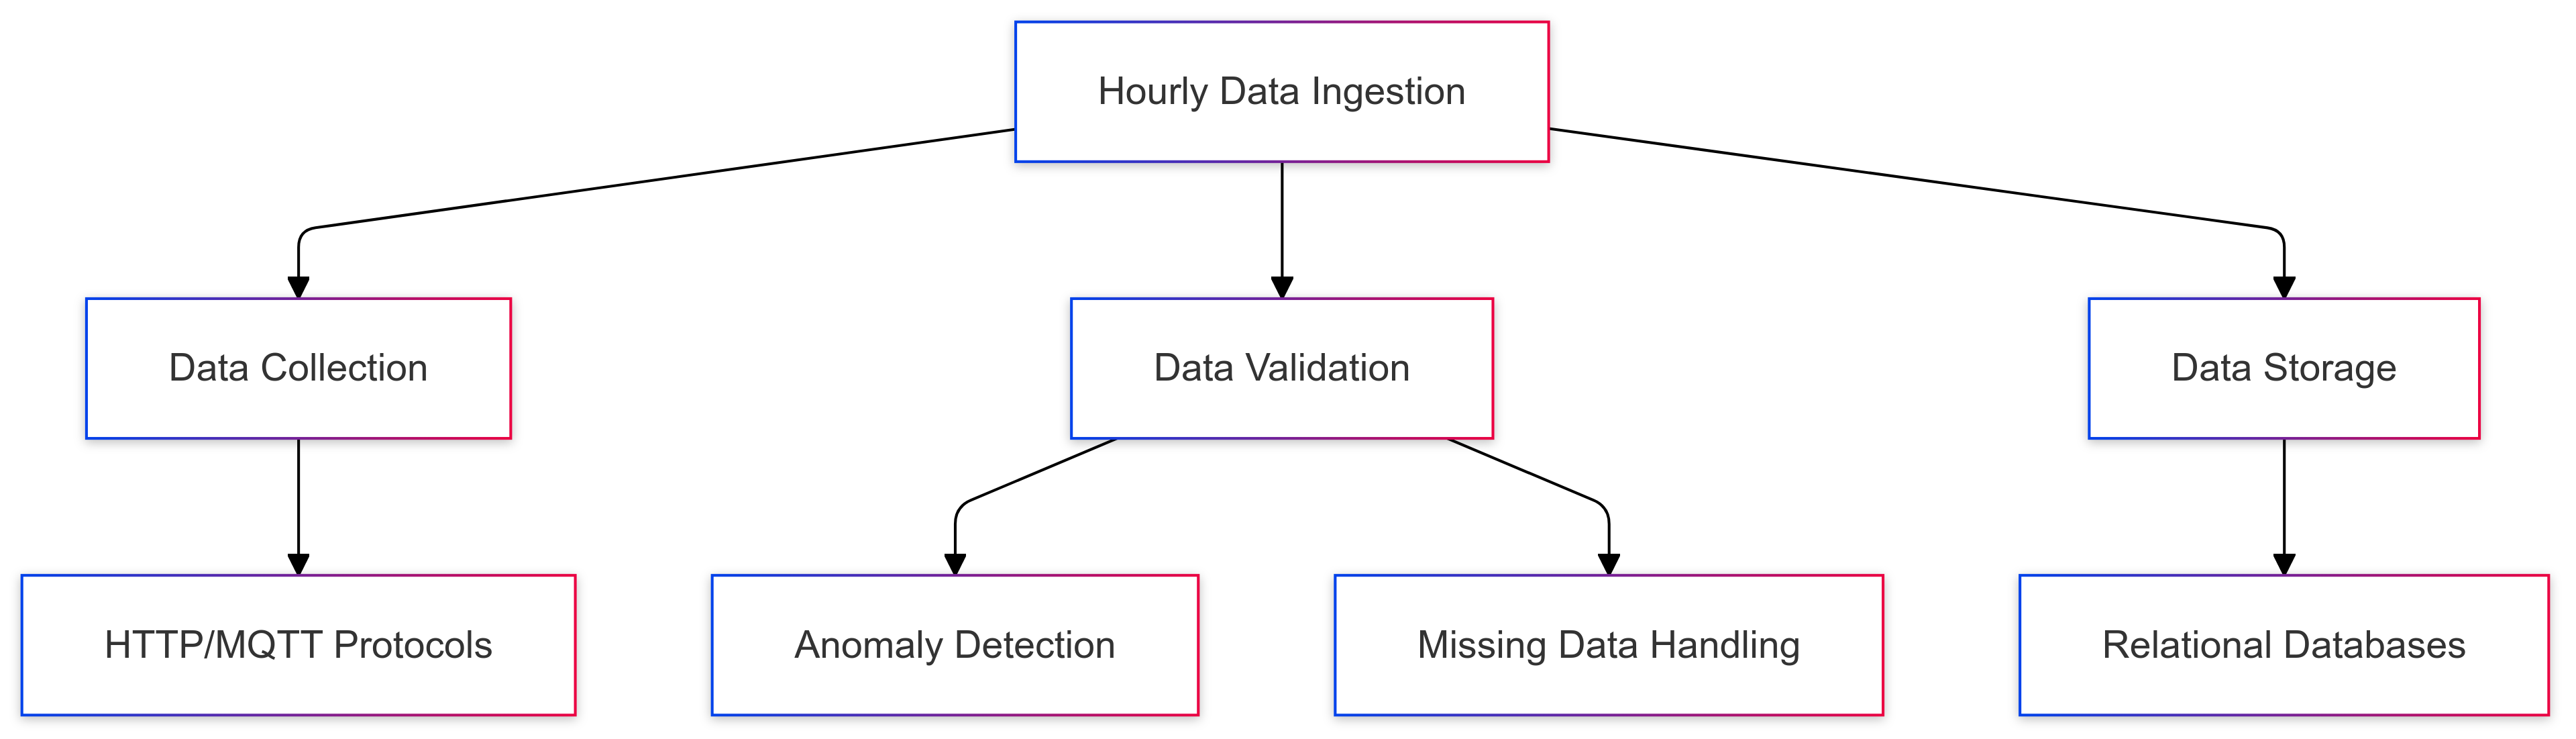 Hourly Data Ingestion
Data Collection
Data Validation
Data Storage
HTTP/MQTT Protocols
Anomaly Detection
Missing Data Handling
Relational Databases